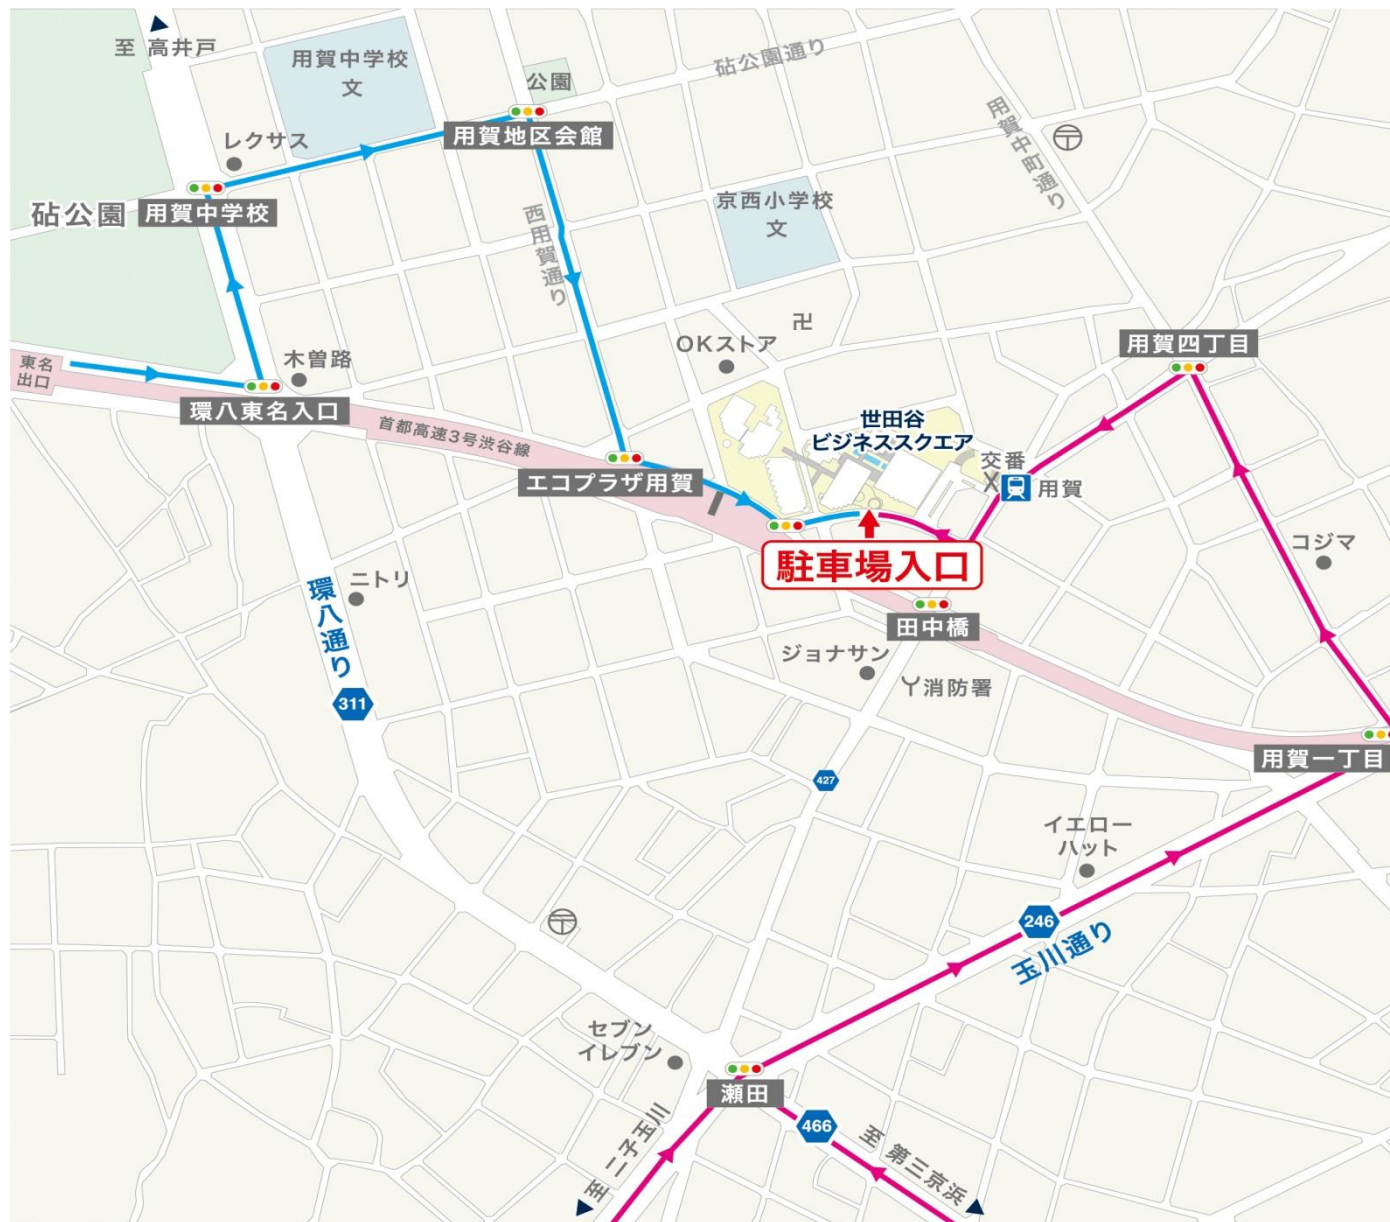 至 高井戸
用賀中学校
文
公園
砧公園通り
用賀中町通り
用賀地区会館
レクサス
砧公園
用賀中学校
西用賀通り
京西小学校
文
東名
出口
木曽路
環八東名入口
首都高速3号渋谷線
OKストア
用賀四丁目
世田谷
ビジネススクエア
交番
用賀
エコプラザ用賀
駐車場入口
コジマ
ニトリ
環八通り
311
田中橋
ジョナサン
消防署
用賀一丁目
427
イエロー
ハット
246
玉川通り
セブン
イレブン
瀬田
466
至 二子玉川
至 第三京浜